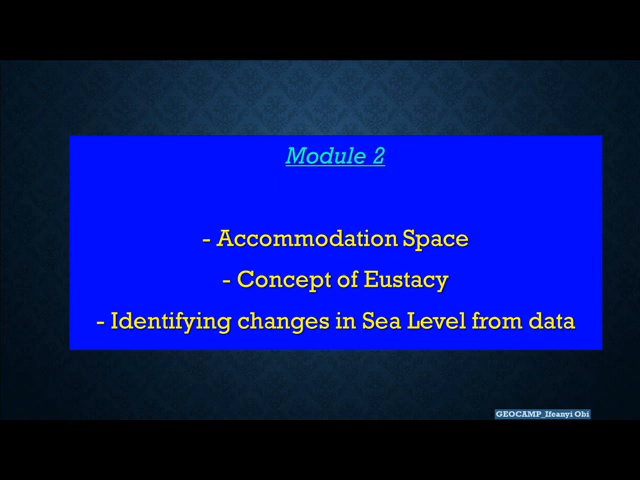 Module 2
- Accommodation Space
- Concept of Eustacy
- Identifying changes in Sea Level from data
GEOCAMP_Ifeanyi Obi